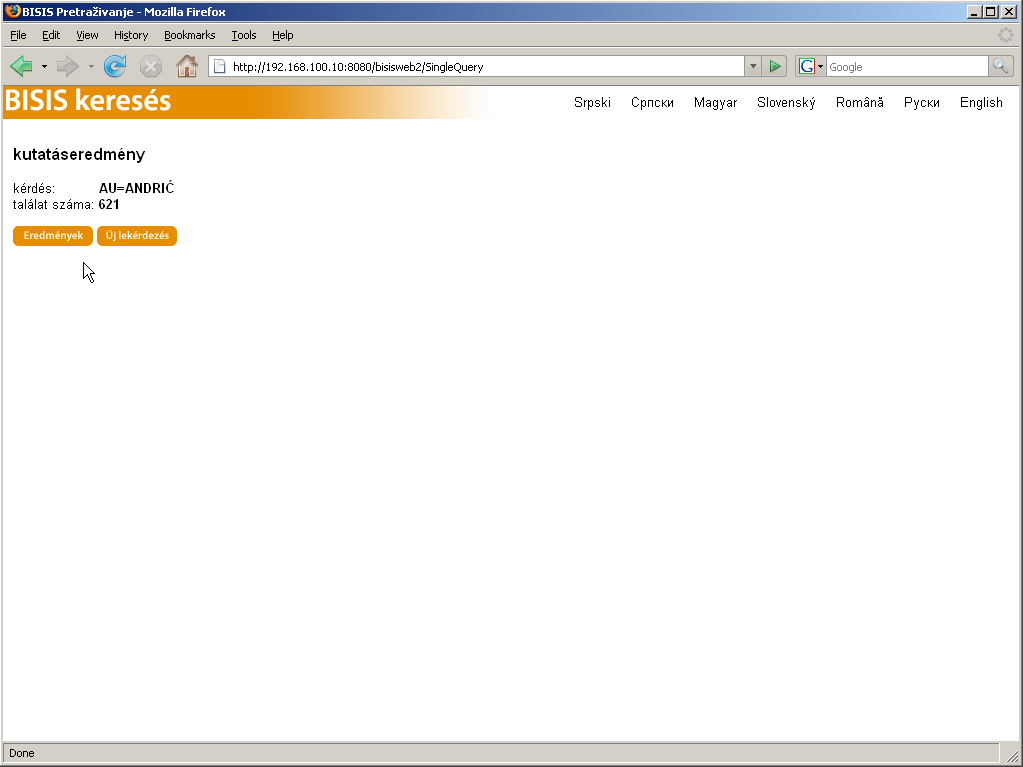 BISIS Pretraživanje - Mozilla Firefox
File Edit View History Bookmarks Tools Help
http://192.168.100.10:8080/bisisweb2/SingleQuery G Google
BISIS keresés Srpski Српски Magyar Slovenský Română Руски English
kutatáseredmény
kérdés: AU=ANDRIĆ
találat száma: 621
Eredmények Új lekérdezés
Done